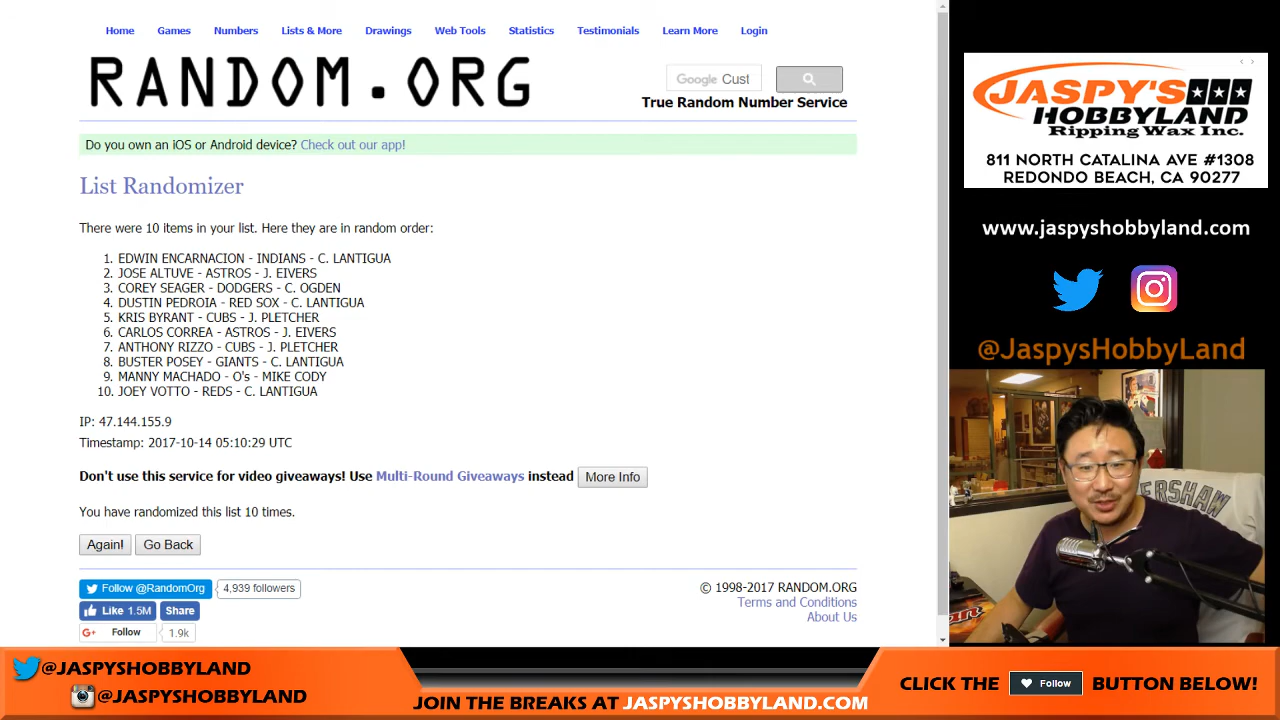 Home Games Numbers Lists & More Drawings Web Tools Statistics Testimonials Learn More Login
RANDOM.ORG
Google Cust
True Random Number Service
Do you own an iOS or Android device? Check out our app!
List Randomizer
There were 10 items in your list. Here they are in random order:
1. EDWIN ENCARNACION - INDIANS - C. LANTIGUA
2. JOSE ALTUVE - ASTROS - J. EIVERS
3. COREY SEAGER - DODGERS - C. OGDEN
4. DUSTIN PEDROIA - RED SOX - C. LANTIGUA
5. KRIS BYRANT - CUBS - J. PLETCHER
6. CARLOS CORREA - ASTROS - J. EIVERS
7. ANTHONY RIZZO - CUBS - J. PLETCHER
8. BUSTER POSEY - GIANTS - C. LANTIGUA
9. MANNY MACHADO - O's - MIKE CODY
10. JOEY VOTTO - REDS - C. LANTIGUA
IP: 47.144.155.9
Timestamp: 2017-10-14 05:10:29 UTC
Don't use this service for video giveaways! Use Multi-Round Giveaways instead More Info
You have randomized this list 10 times.
Again! Go Back
Follow @RandomOrg 4,939 followers
Like 1.5M Share
G+ Follow 1.9k
© 1998-2017 RANDOM.ORG
Terms and Conditions
About Us
JASPY'S
HOBBYLAND
Ripping Wax Inc.
811 NORTH CATALINA AVE #1308
REDONDO BEACH, CA 90277
www.jaspyshobbyland.com
@JaspysHobbyLand
ERSHAW
@JASPYSHOBBYLAND
@JASPYSHOBBYLAND
JOIN THE BREAKS AT JASPYSHOBBYLAND.COM
CLICK THE Follow BUTTON BELOW!